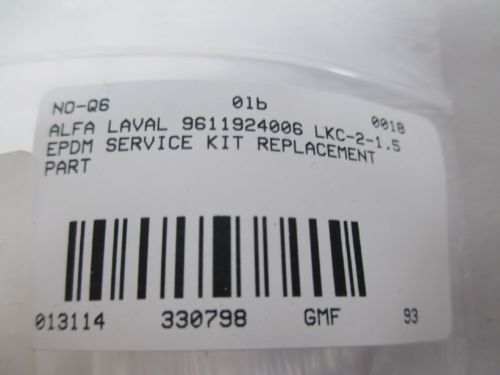 NO-Q6 01b 0018
ALFA LAVAL 9611924006 LKC-2-1.5
EPDM SERVICE KIT REPLACEMENT
PART
013114 330798 GMF 93